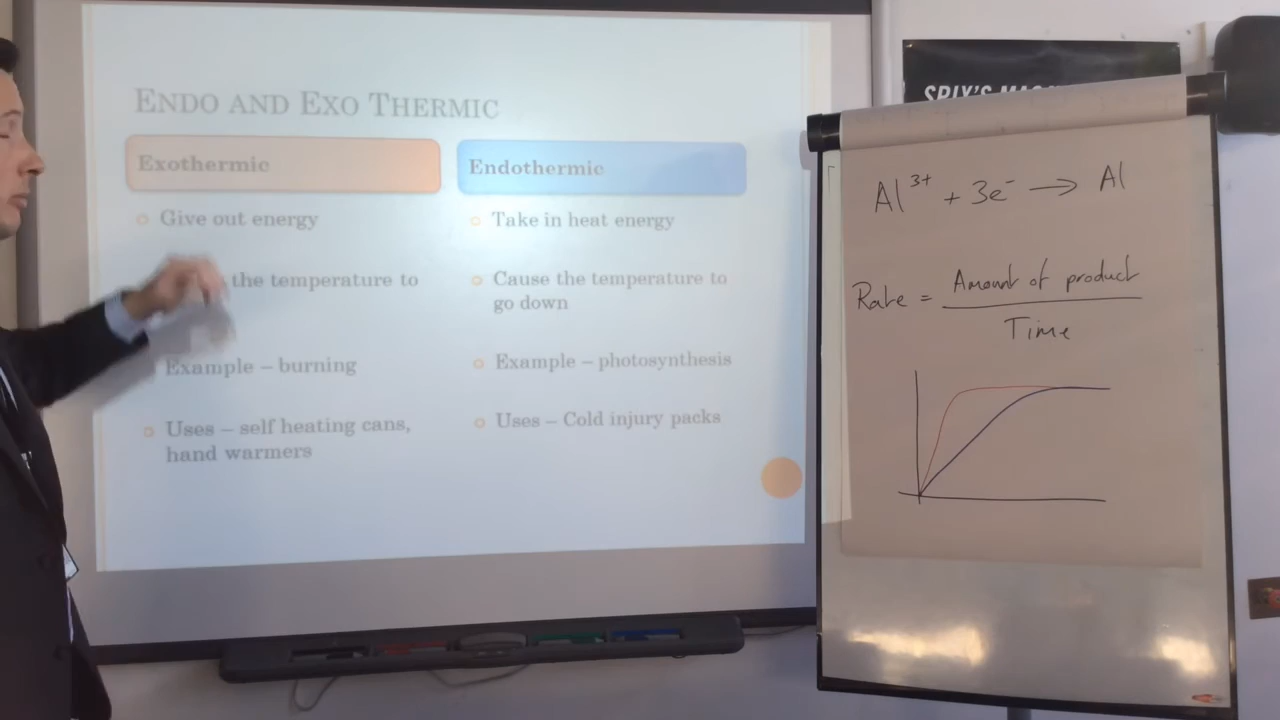 ENDO AND EXO THERMIC
Exothermic
Give out energy
the temperature to
Example – burning
Uses – self heating cans,
hand warmers
Endothermic
Take in heat energy
Cause the temperature to
go down
Example – photosynthesis
Uses – Cold injury packs
SPIX'S
Al³⁺ + 3e⁻ → Al
Rate = Amount of product
Time